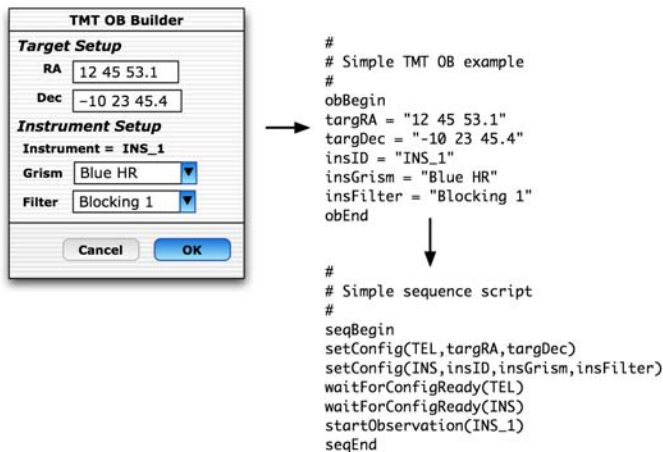 TMT OB Builder
Target Setup
RA 12 45 53.1
Dec -10 23 45.4
Instrument Setup
Instrument = INS_1
Grism Blue HR
Filter Blocking 1
Cancel OK
#
# Simple TMT OB example
#
obBegin
targRA = "12 45 53.1"
targDec = "-10 23 45.4"
insID = "INS_1"
insGrism = "Blue HR"
insFilter = "Blocking 1"
obEnd
#
# Simple sequence script
#
seqBegin
setConfig(TEL,targRA,targDec)
setConfig(INS,insID,insGrism,insFilter)
waitForConfigReady(TEL)
waitForConfigReady(INS)
startObservation(INS_1)
seqEnd